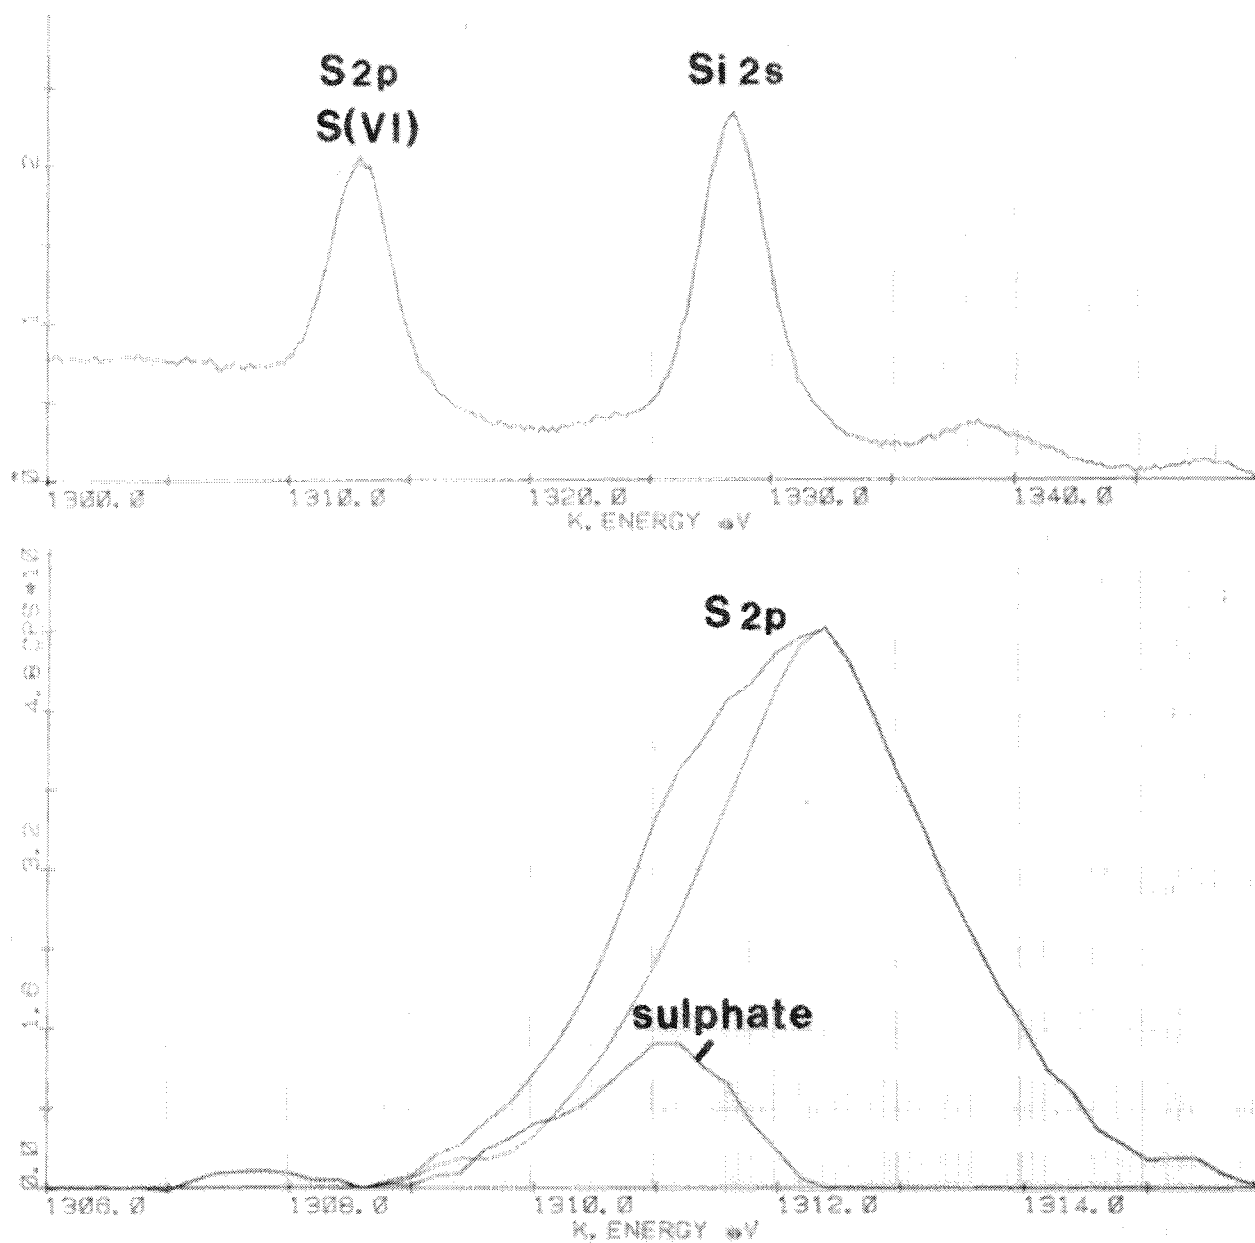 S 2p
S(VI)
Si 2s
2
1
0
1300.0 1310.0 1320.0 1330.0 1340.0
K. ENERGY eV
S 2p
4.8 CPS *10
3.2
1.6
0.0
sulphate
1306.0 1308.0 1310.0 1312.0 1314.0
K. ENERGY eV